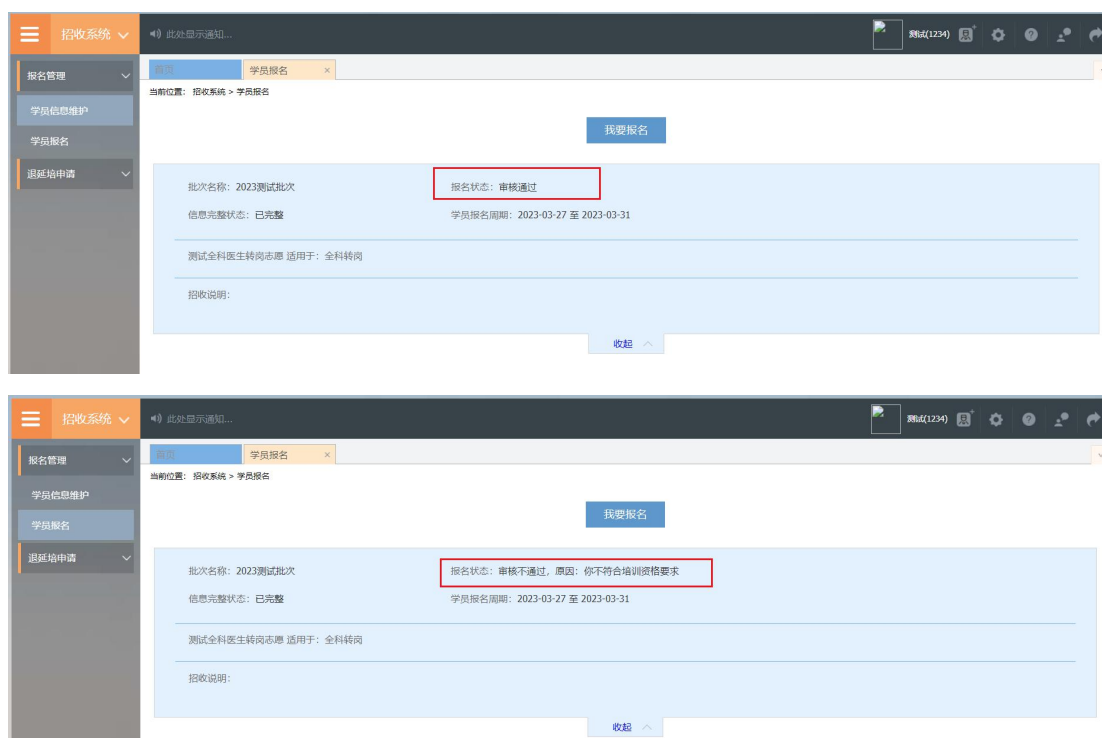 招收系统 此处显示通知... 测试(1234)
报名管理 首页 学员报名 ×
当前位置： 招收系统 > 学员报名
学员信息维护
我要报名
学员报名
退延培申请
批次名称：2023测试批次 报名状态：审核通过
信息完整状态：已完整 学员报名周期：2023-03-27 至 2023-03-31
测试全科医生转岗志愿 适用于：全科转岗
招收说明：
收起
招收系统 此处显示通知... 测试(1234)
报名管理 首页 学员报名 ×
当前位置： 招收系统 > 学员报名
学员信息维护
我要报名
学员报名
退延培申请
批次名称：2023测试批次 报名状态：审核不通过，原因：你不符合培训资格要求
信息完整状态：已完整 学员报名周期：2023-03-27 至 2023-03-31
测试全科医生转岗志愿 适用于：全科转岗
招收说明：
收起